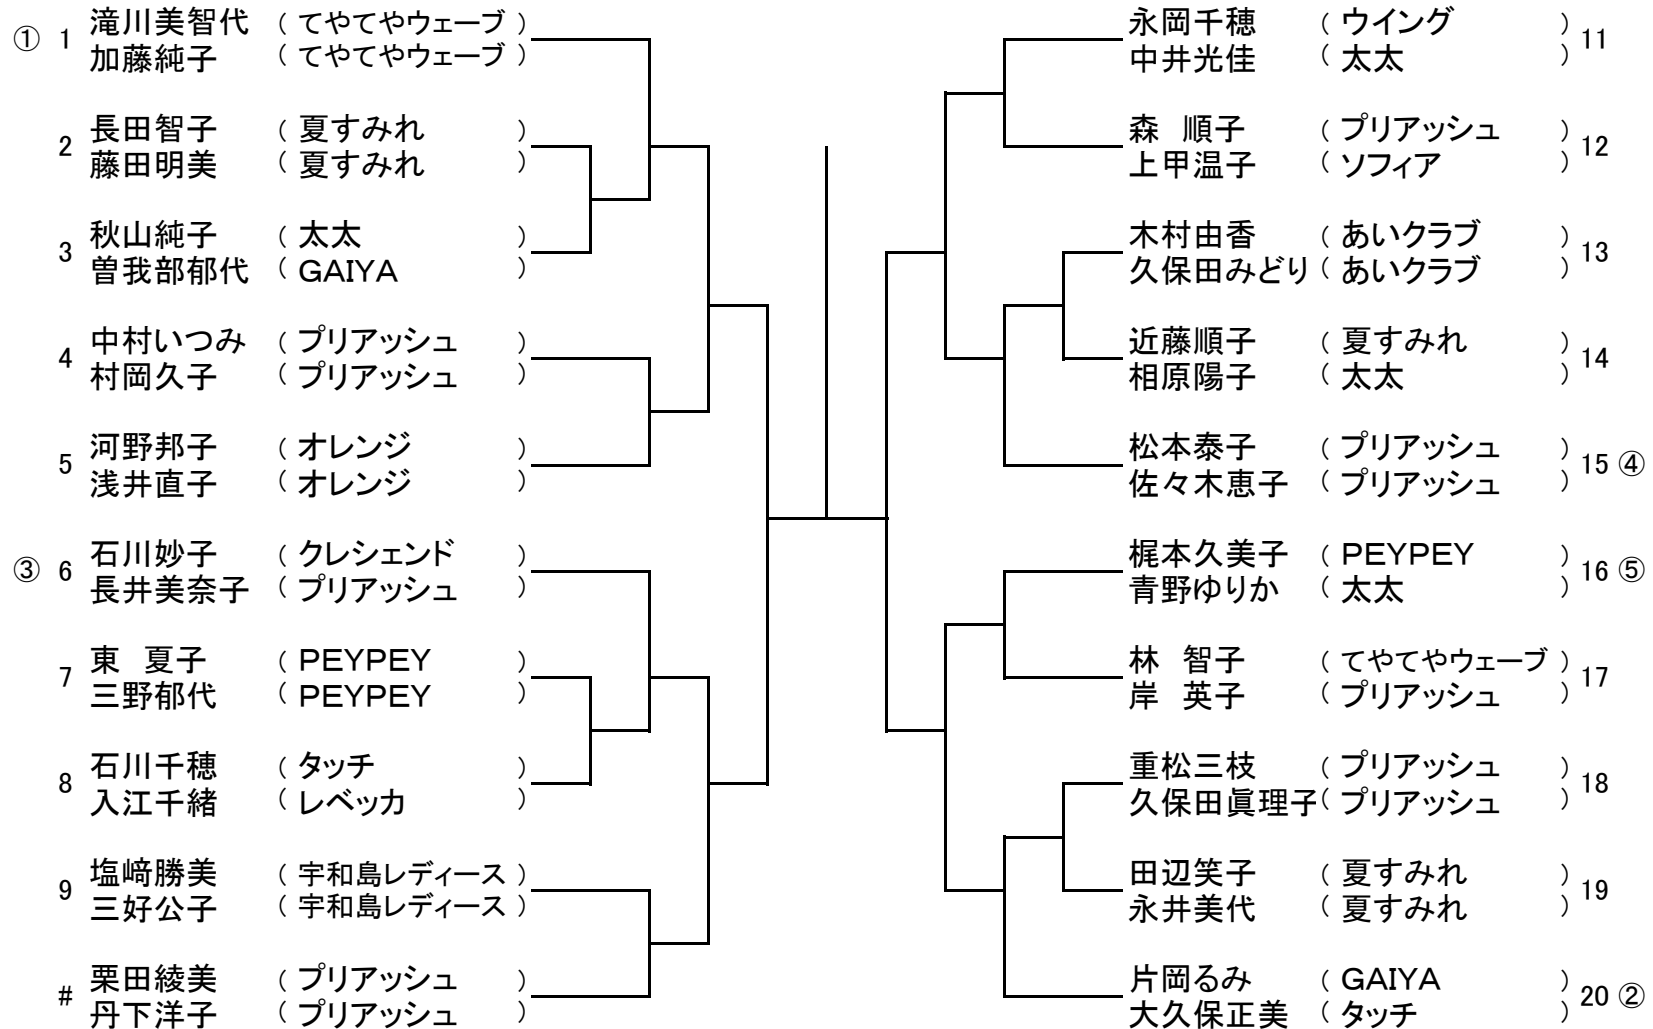 ① 1 滝川美智代 ( てやてやウェーブ )
加藤純子 ( てやてやウェーブ )
2 長田智子 ( 夏すみれ )
藤田明美 ( 夏すみれ )
3 秋山純子 ( 太太 )
曽我部郁代 ( GAIYA )
4 中村いつみ ( プリアッシュ )
村岡久子 ( プリアッシュ )
5 河野邦子 ( オレンジ )
浅井直子 ( オレンジ )
③ 6 石川妙子 ( クレシェンド )
長井美奈子 ( プリアッシュ )
7 東 夏子 ( PEYPEY )
三野郁代 ( PEYPEY )
8 石川千穂 ( タッチ )
入江千緒 ( レベッカ )
9 塩﨑勝美 ( 宇和島レディース )
三好公子 ( 宇和島レディース )
# 栗田綾美 ( プリアッシュ )
丹下洋子 ( プリアッシュ )
永岡千穂 ( ウイング ) 11
中井光佳 ( 太太 )
森 順子 ( プリアッシュ ) 12
上甲温子 ( ソフィア )
木村由香 ( あいクラブ ) 13
久保田みどり ( あいクラブ )
近藤順子 ( 夏すみれ ) 14
相原陽子 ( 太太 )
松本泰子 ( プリアッシュ ) 15 ④
佐々木恵子 ( プリアッシュ )
梶本久美子 ( PEYPEY ) 16 ⑤
青野ゆりか ( 太太 )
林 智子 ( てやてやウェーブ ) 17
岸 英子 ( プリアッシュ )
重松三枝 ( プリアッシュ ) 18
久保田眞理子 ( プリアッシュ )
田辺笑子 ( 夏すみれ ) 19
永井美代 ( 夏すみれ )
片岡るみ ( GAIYA ) 20 ②
大久保正美 ( タッチ )